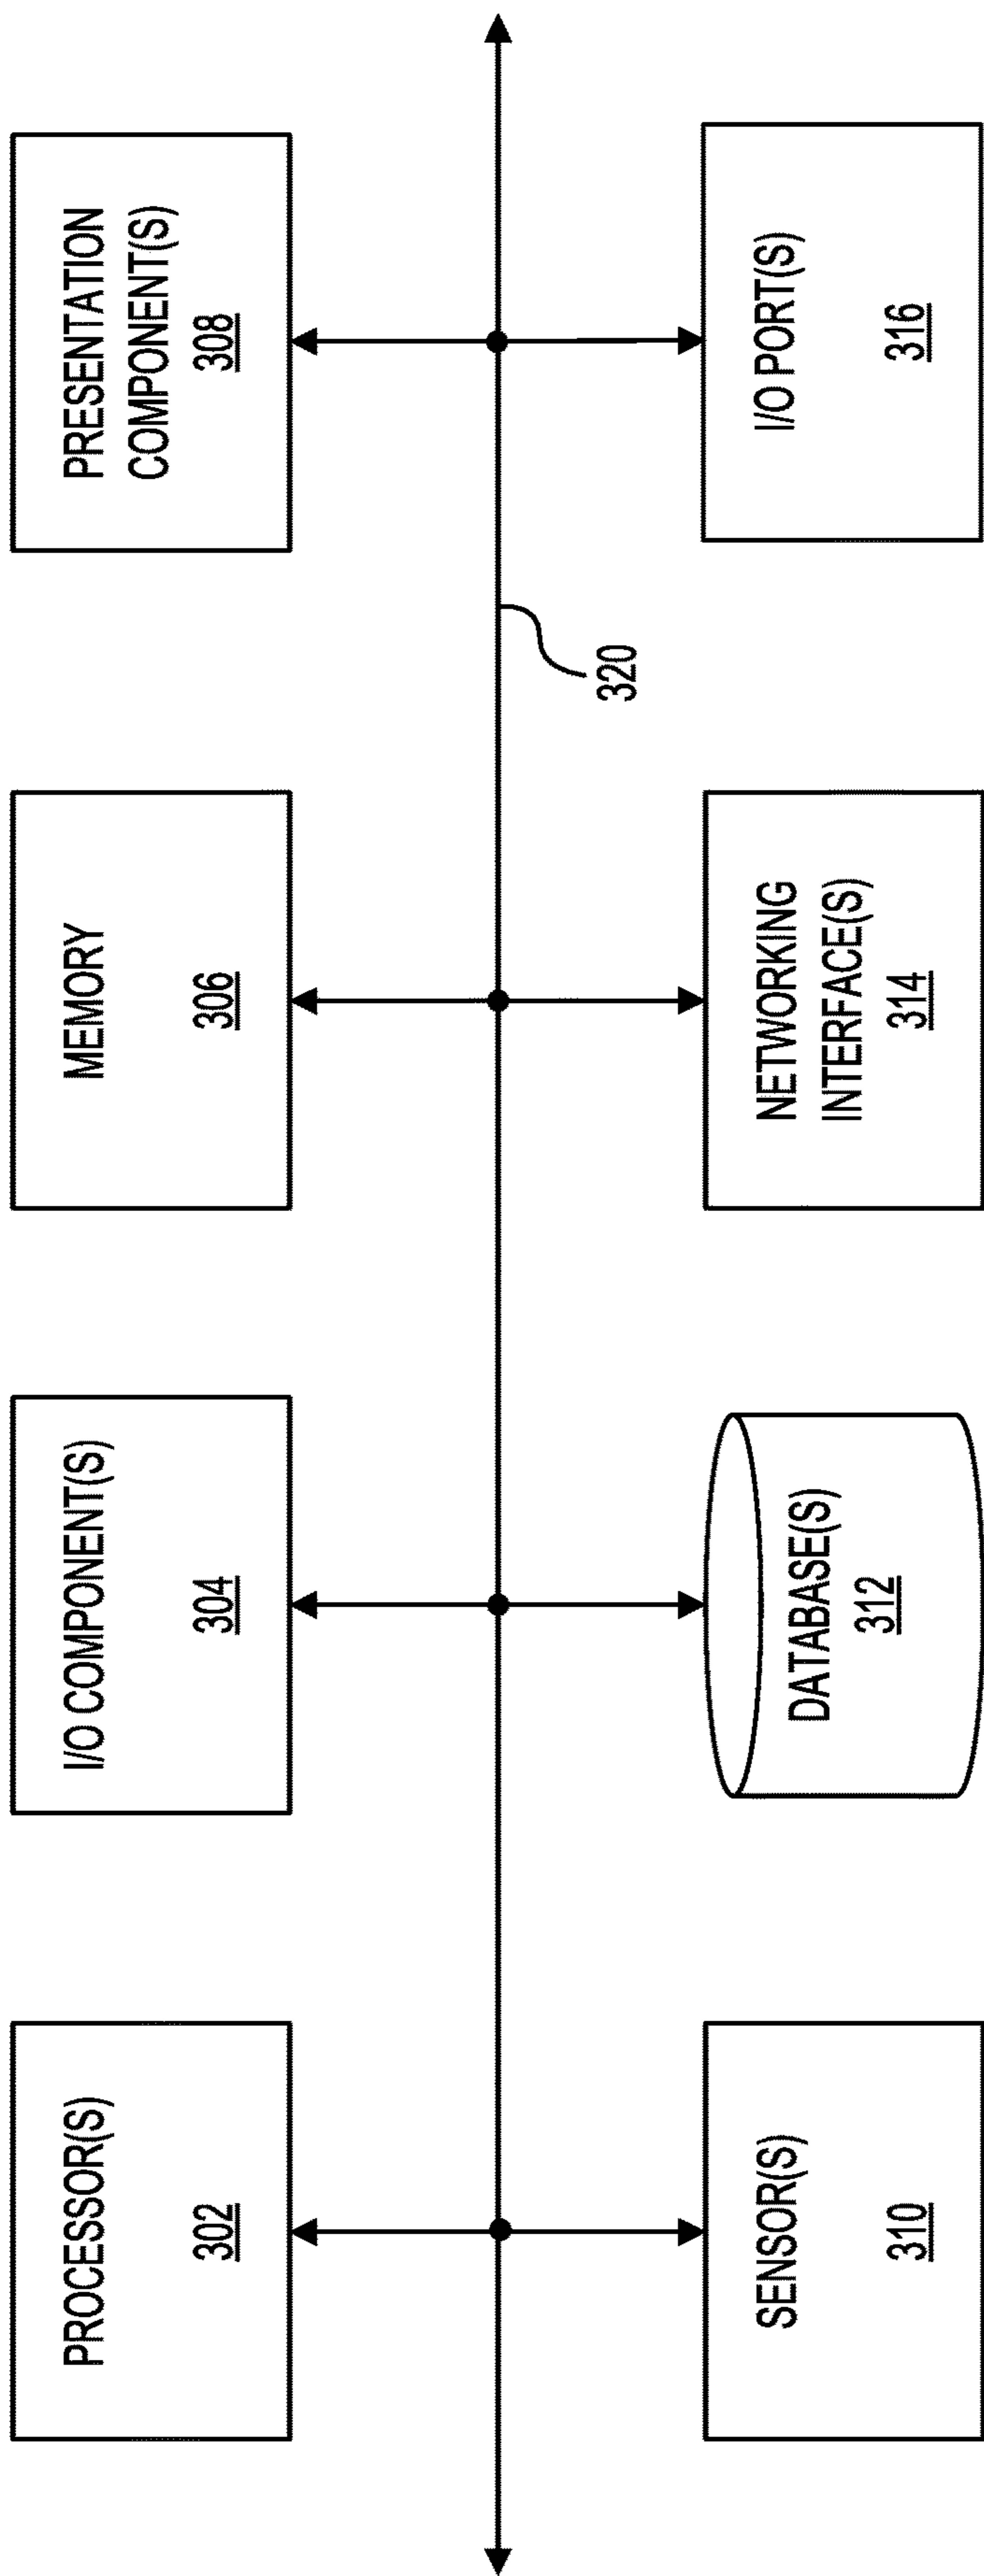 PROCESSOR(S)
302
I/O COMPONENT(S)
304
MEMORY
306
PRESENTATION
COMPONENT(S)
308
320
SENSOR(S)
310
DATABASE(S)
312
NETWORKING
INTERFACE(S)
314
I/O PORT(S)
316